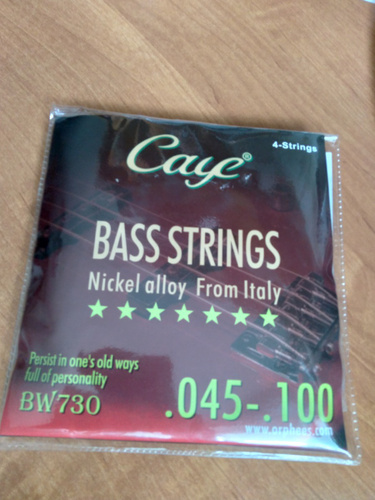 4-Strings
Caye®
BASS STRINGS
Nickel alloy From Italy
Persist in one's old ways
full of personality
BW730
.045-.100
www.orphees.com